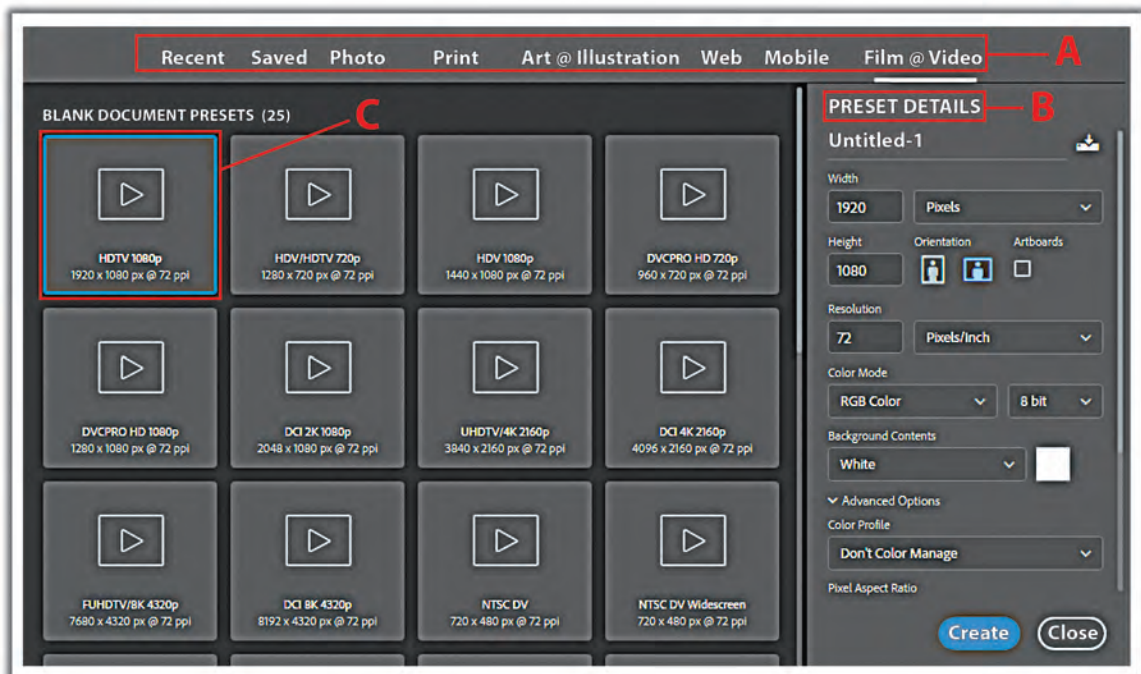 Recent Saved Photo Print Art @ Illustration Web Mobile Film @ Video A
BLANK DOCUMENT PRESETS (25)
C
HDTV 1080p
1920 x 1080 px @ 72 ppi
HDV/HDTV 720p
1280 x 720 px @ 72 ppi
HDV 1080p
1440 x 1080 px @ 72 ppi
DVCPRO HD 720p
960 x 720 px @ 72 ppi
DVCPRO HD 1080p
1280 x 1080 px @ 72 ppi
DCI 2K 1080p
2048 x 1080 px @ 72 ppi
UHDTV/4K 2160p
3840 x 2160 px @ 72 ppi
DCI 4K 2160p
4096 x 2160 px @ 72 ppi
FUHDTV/8K 4320p
7680 x 4320 px @ 72 ppi
DCI 8K 4320p
8192 x 4320 px @ 72 ppi
NTSC DV
720 x 480 px @ 72 ppi
NTSC DV Widescreen
720 x 480 px @ 72 ppi
PRESET DETAILS B
Untitled-1
Width
1920 Pixels
Height Orientation Artboards
1080
Resolution
72 Pixels/Inch
Color Mode
RGB Color 8 bit
Background Contents
White
Advanced Options
Color Profile
Don't Color Manage
Pixel Aspect Ratio
Create Close